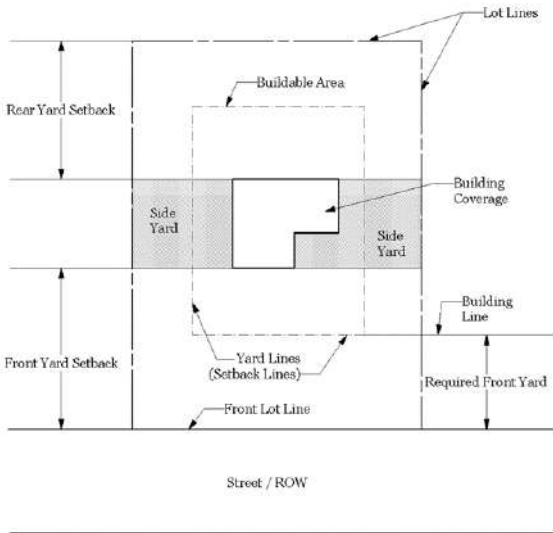 Lot Lines
Buildable Area
Rear Yard Setback
Building
Coverage
Side
Yard
Side
Yard
Building
Line
Yard Lines
(Setback Lines)
Front Yard Setback
Required Front Yard
Front Lot Line
Street / ROW